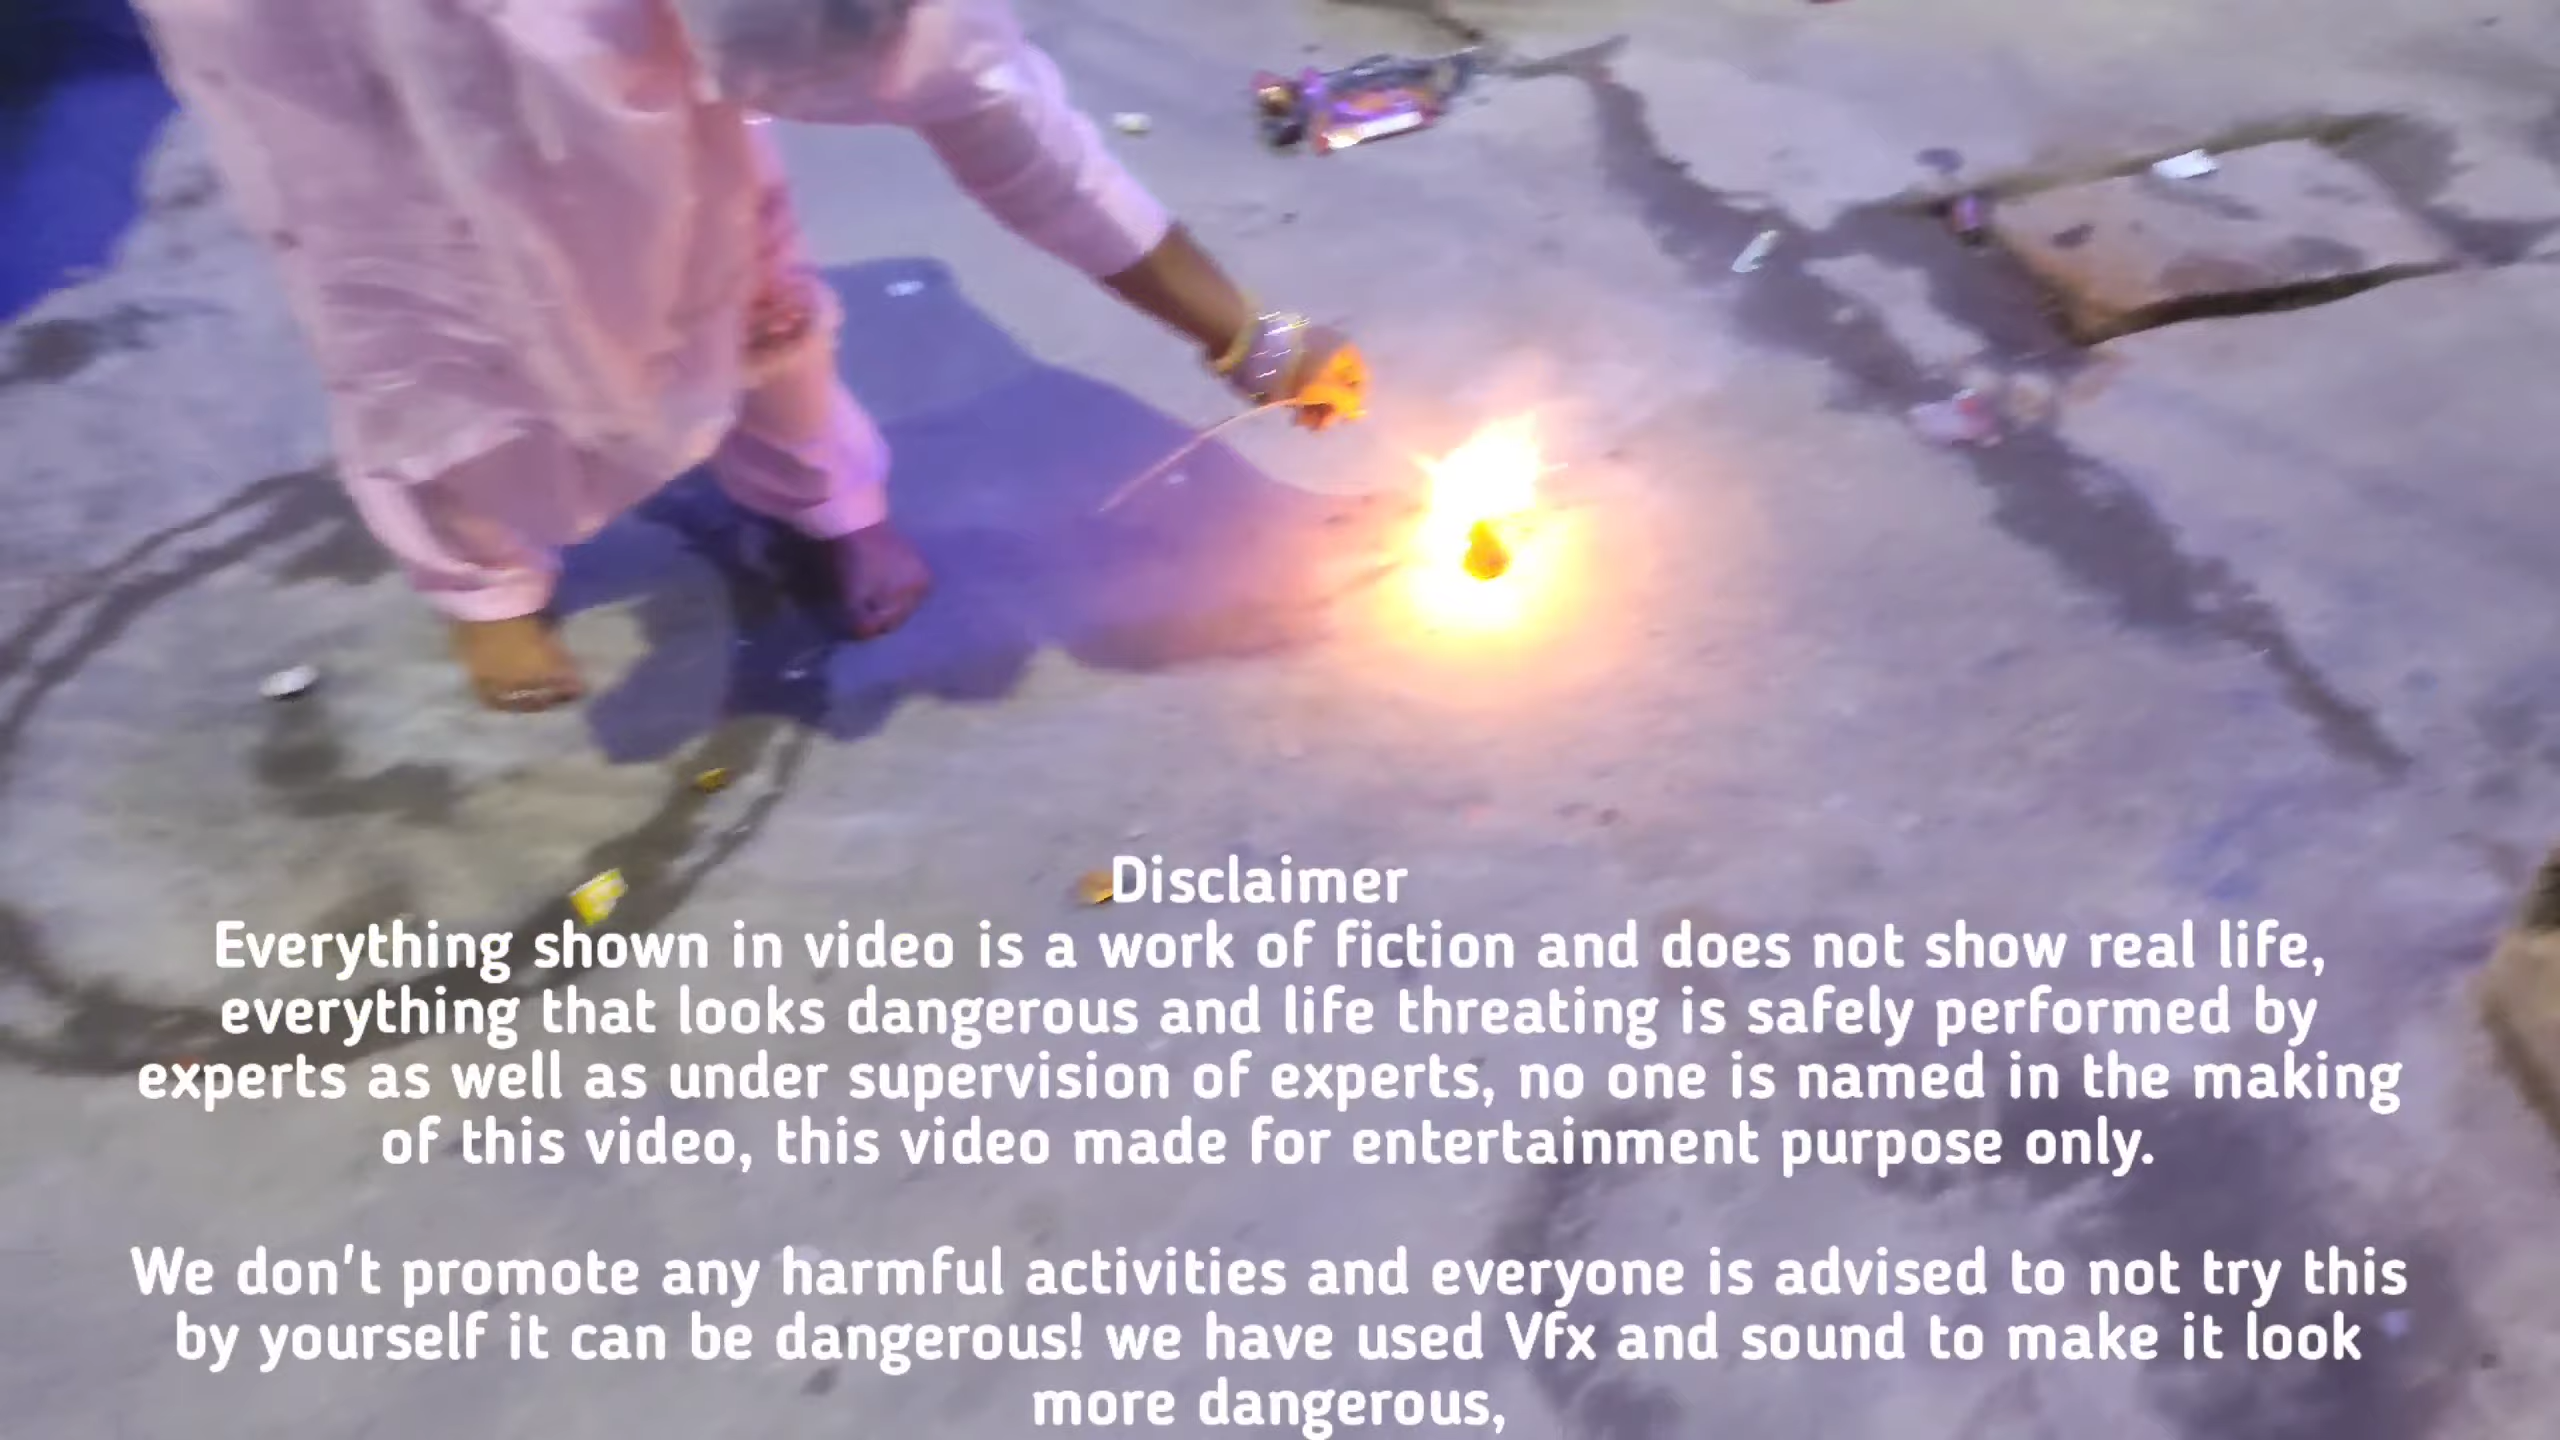 Disclaimer
Everything shown in video is a work of fiction and does not show real life,
everything that looks dangerous and life threating is safely performed by
experts as well as under supervision of experts, no one is named in the making
of this video, this video made for entertainment purpose only.
We don't promote any harmful activities and everyone is advised to not try this
by yourself it can be dangerous! we have used Vfx and sound to make it look
more dangerous,